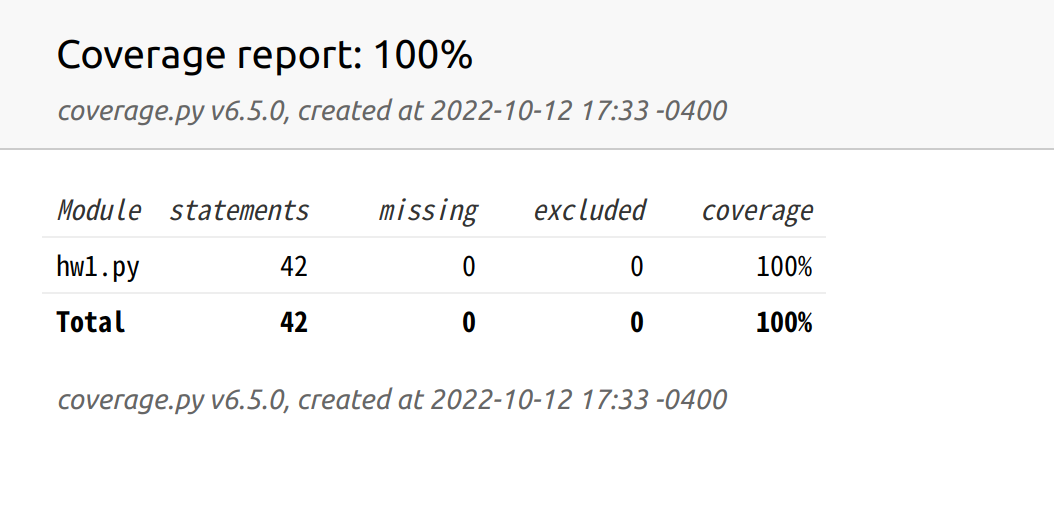 Coverage report: 100%
coverage.py v6.5.0, created at 2022-10-12 17:33 -0400
Module statements missing excluded coverage
hw1.py 42 0 0 100%
Total 42 0 0 100%
coverage.py v6.5.0, created at 2022-10-12 17:33 -0400